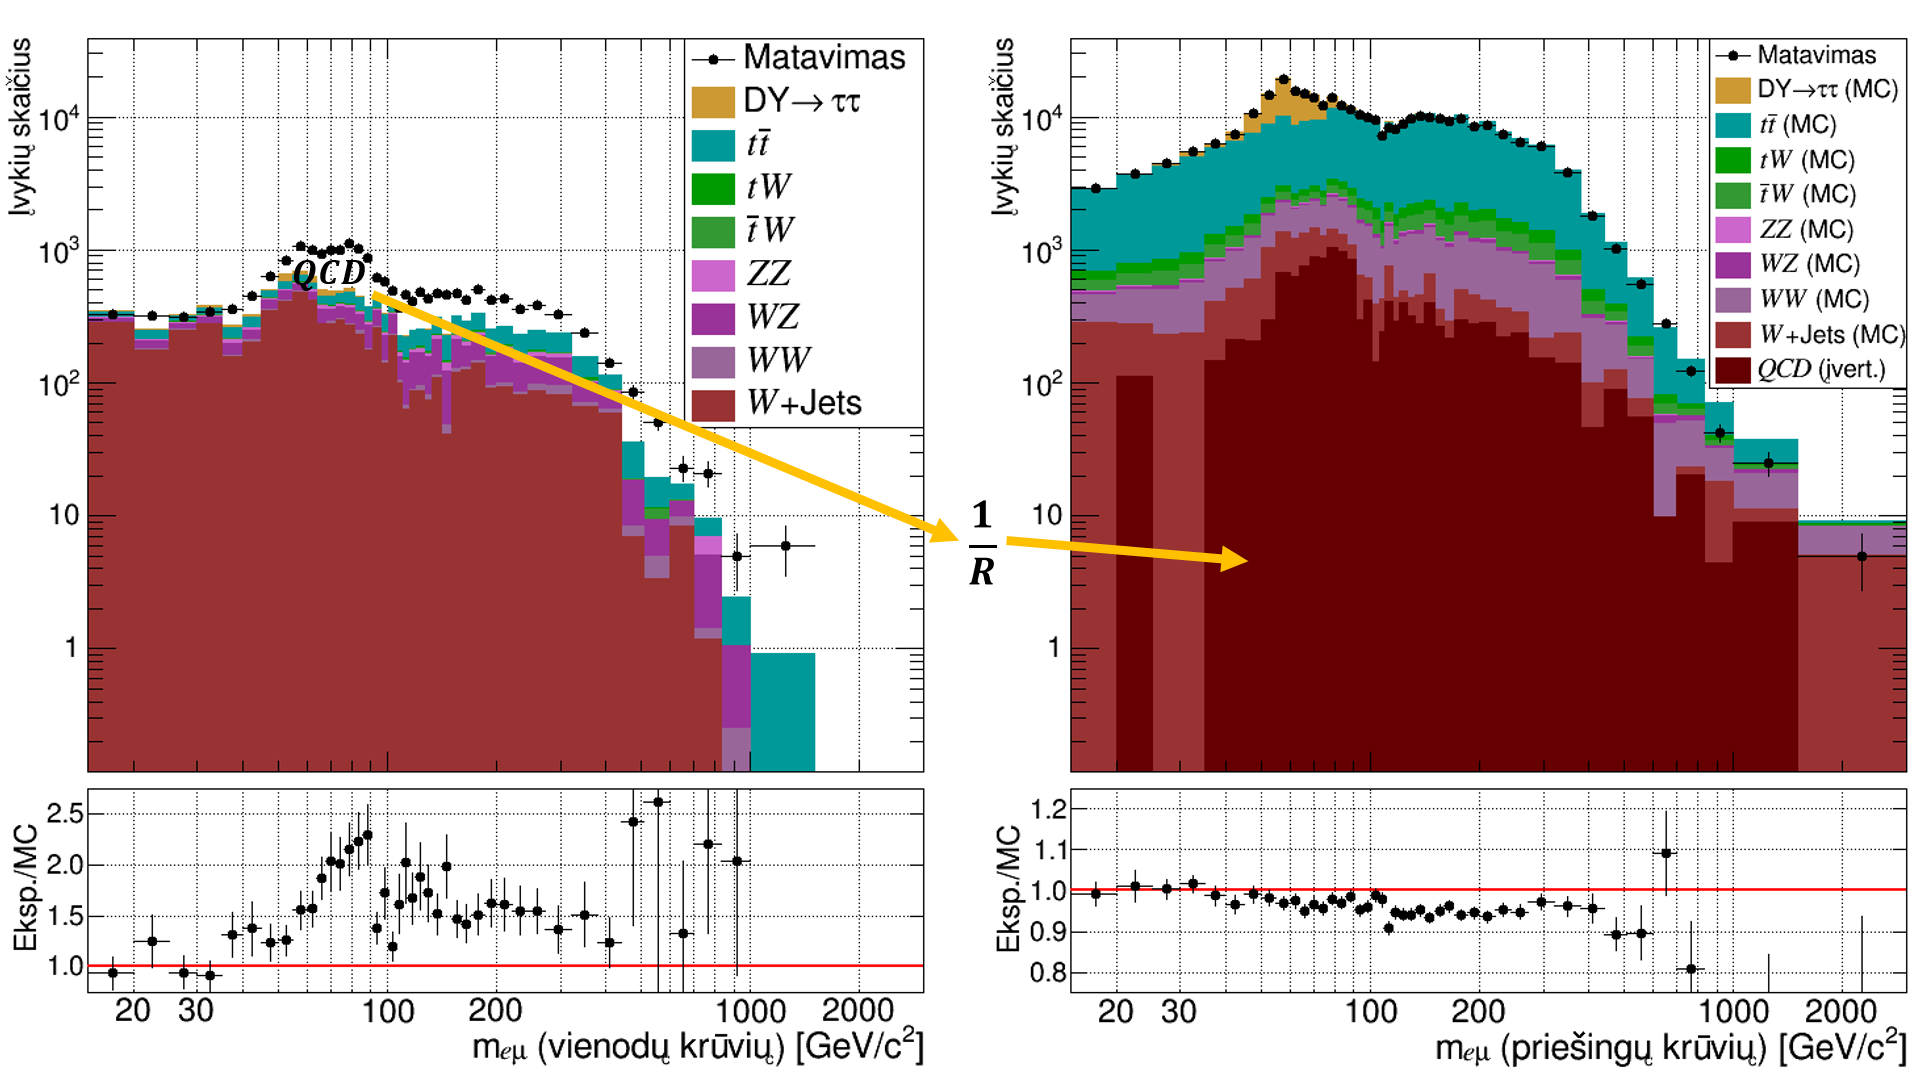 Įvykių skaičius
10⁴
10³
10²
10
1
Matavimas
DY→ ττ
tt̄
tW
t̄W
ZZ
WZ
WW
W+Jets
QCD
Eksp./MC
2.5
2.0
1.5
1.0
20 30 100 200 1000 2000
m_eμ (vienodų krūvių) [GeV/c²]
1
R
Įvykių skaičius
10⁴
10³
10²
10
1
Matavimas
DY→ττ (MC)
tt̄ (MC)
tW (MC)
t̄W (MC)
ZZ (MC)
WZ (MC)
WW (MC)
W+Jets (MC)
QCD (įvert.)
Eksp./MC
1.2
1.1
1.0
0.9
0.8
20 30 100 200 1000 2000
m_eμ (priešingų krūvių) [GeV/c²]